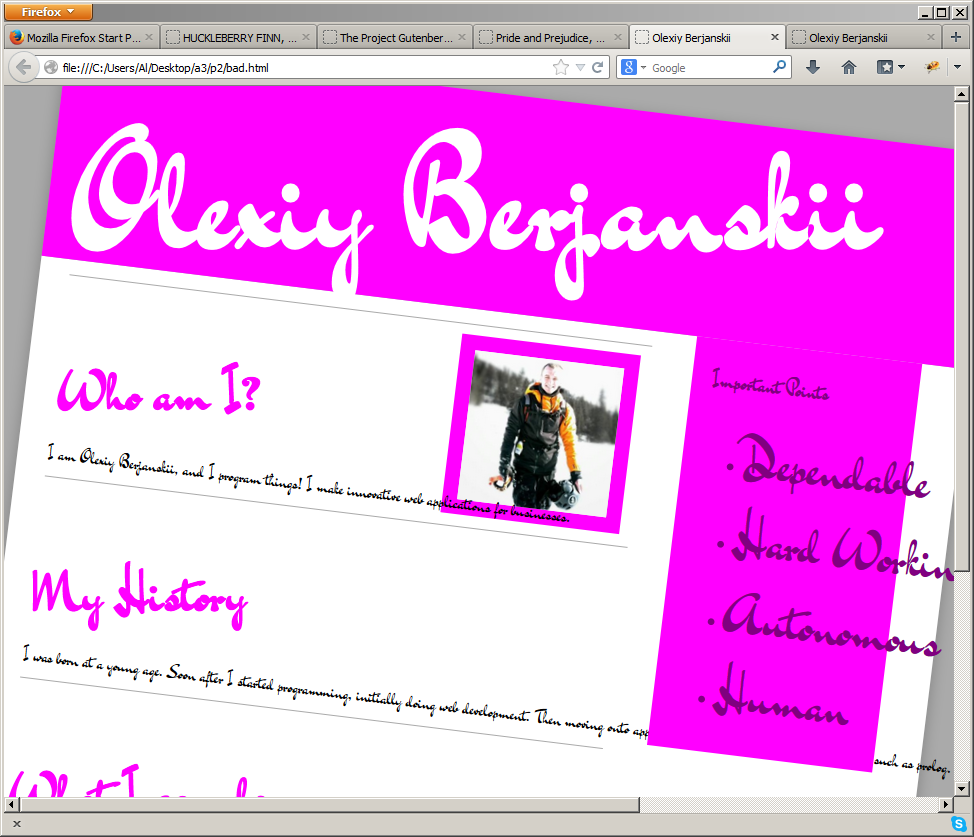 Firefox
Mozilla Firefox Start P...
HUCKLEBERRY FINN, ...
The Project Gutenber...
Pride and Prejudice, ...
Olexiy Berjanskii
Olexiy Berjanskii
file:///C:/Users/Al/Desktop/a3/p2/bad.html
Google
Olexiy Berjanskii
Who am I?
I am Olexiy Berjanskii, and I program things! I make innovative web applications for businesses.
My History
I was born at a young age. Soon after I started programming, initially doing web development. Then moving onto app
such as prolog.
What I
Important Points
• Dependable
• Hard Workin
• Autonomous
• Human